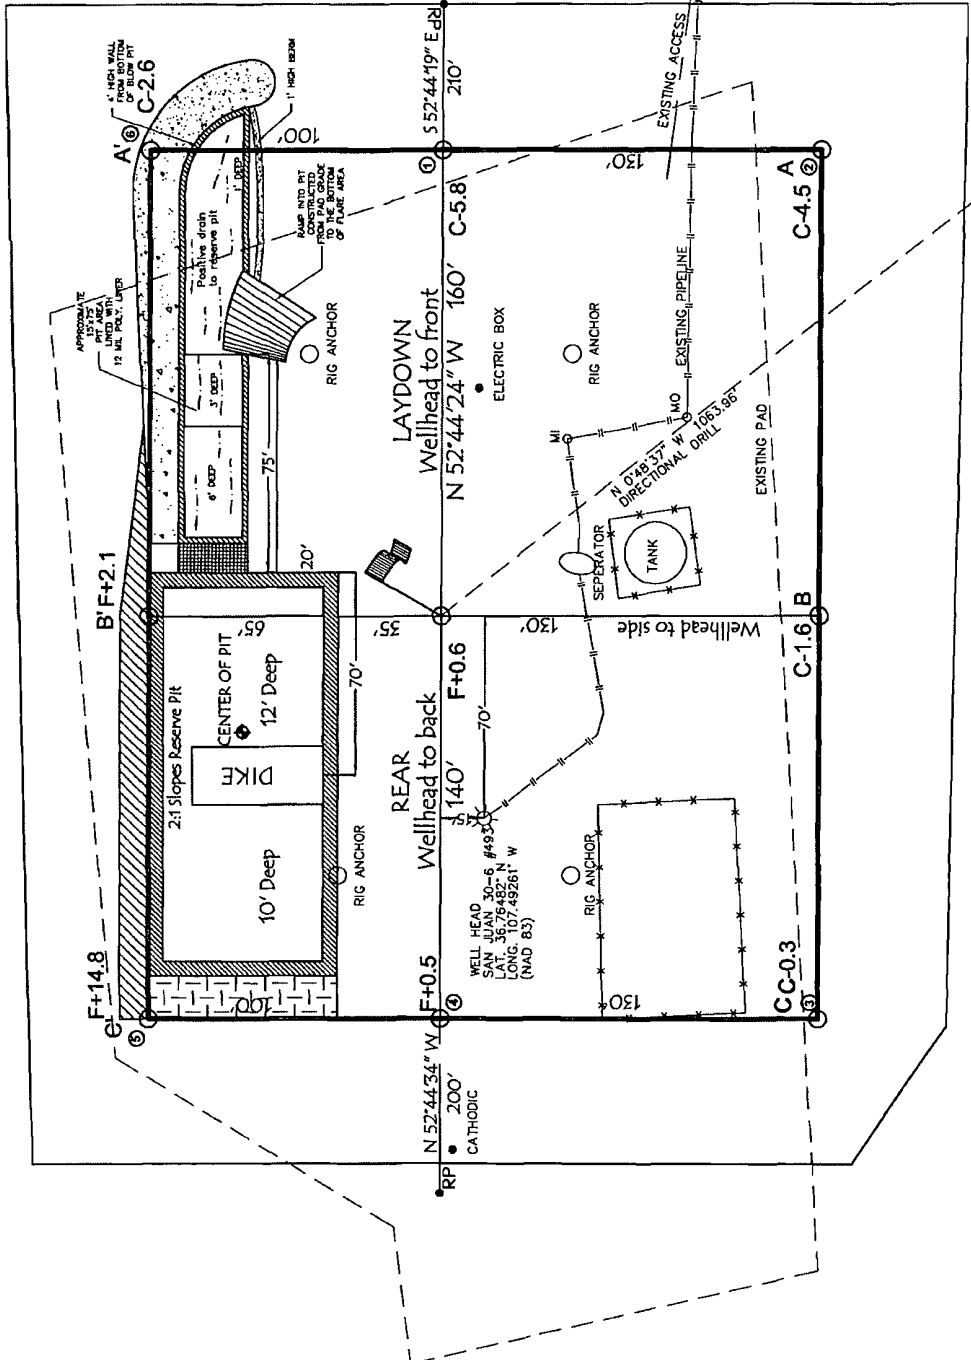 4' HIGH WALL
FROM BOTTOM
OF BLOW PIT
C-2.6
A'
6
1' HIGH BERM
100'
S 52°44'19" E
210'
RP
EXISTING ACCESS
1
C-5.8
130'
A
2
C-4.5
1' DEEP
Positive drain
to reserve pit
RAMP INTO PIT
CONSTRUCTED
FROM PAD GRADE
TO THE BOTTOM
OF FLARE AREA
APPROXIMATE
15'x75'
PIT AREA
LINED WITH
12 MIL POLY. LINER
3' DEEP
6' DEEP
75'
RIG ANCHOR
LAYDOWN
Wellhead to front
N 52°44'24" W 160'
ELECTRIC BOX
RIG ANCHOR
EXISTING PIPELINE
MI
MO
N 0°48'37" W 1063.96'
DIRECTIONAL DRILL
EXISTING PAD
SEPERATOR
TANK
20'
B'
F+2.1
65'
35'
F+0.6
130'
Wellhead to side
B
C-1.6
2:1 Slopes Reserve Pit
CENTER OF PIT
12' Deep
DIKE
10' Deep
70'
REAR
Wellhead to back
140'
70'
15'
RIG ANCHOR
WELL HEAD
SAN JUAN 30-6 #493
LAT. 36.76482° N
LONG. 107.49261° W
(NAD 83)
RIG ANCHOR
F+14.8
C'
5
100'
F+0.5
4
130'
C
C-0.3
3
N 52°44'34" W
200'
CATHODIC
RP